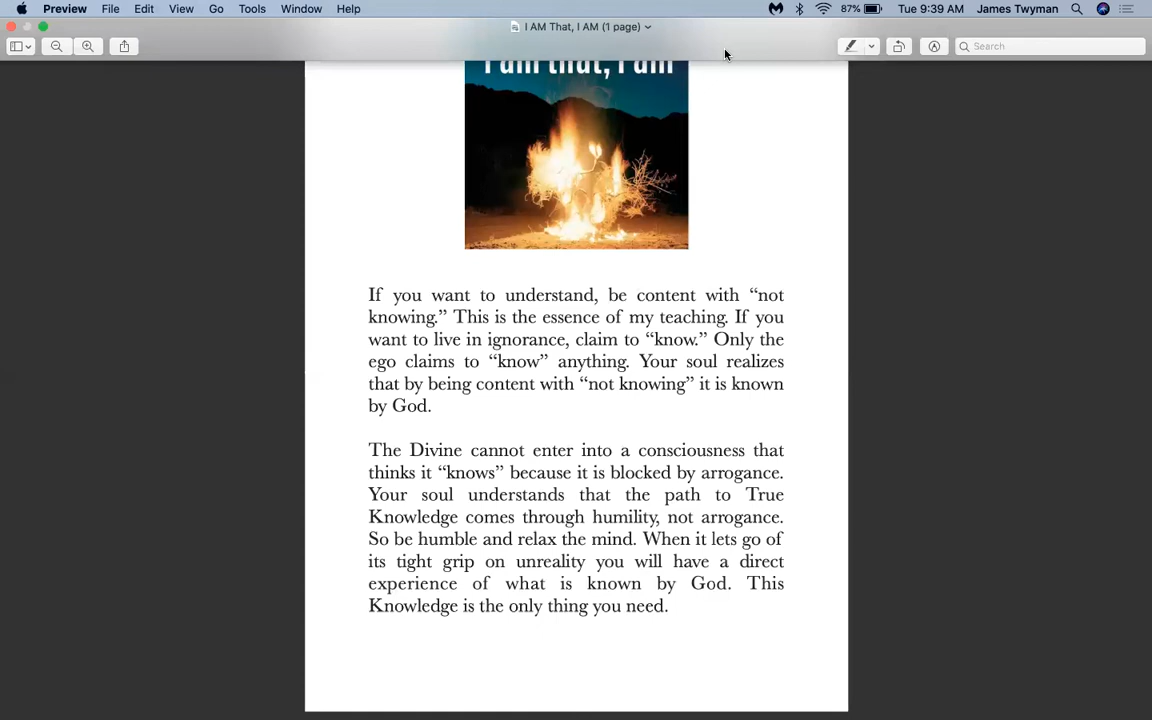 Preview File Edit View Go Tools Window Help 87% Tue 9:39 AM James Twyman
I AM That, I AM (1 page)
Search
I am that, I am
If you want to understand, be content with “not
knowing.” This is the essence of my teaching. If you
want to live in ignorance, claim to “know.” Only the
ego claims to “know” anything. Your soul realizes
that by being content with “not knowing” it is known
by God.
The Divine cannot enter into a consciousness that
thinks it “knows” because it is blocked by arrogance.
Your soul understands that the path to True
Knowledge comes through humility, not arrogance.
So be humble and relax the mind. When it lets go of
its tight grip on unreality you will have a direct
experience of what is known by God. This
Knowledge is the only thing you need.